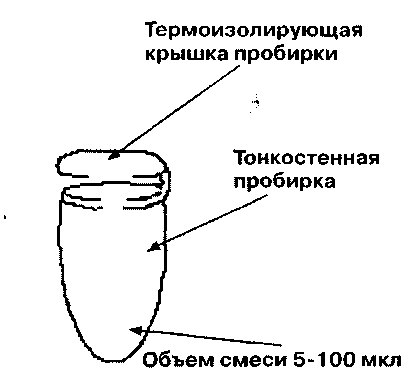 Термоизолирующая
крышка пробирки
Тонкостенная
пробирка
Объем смеси 5-100 мкл